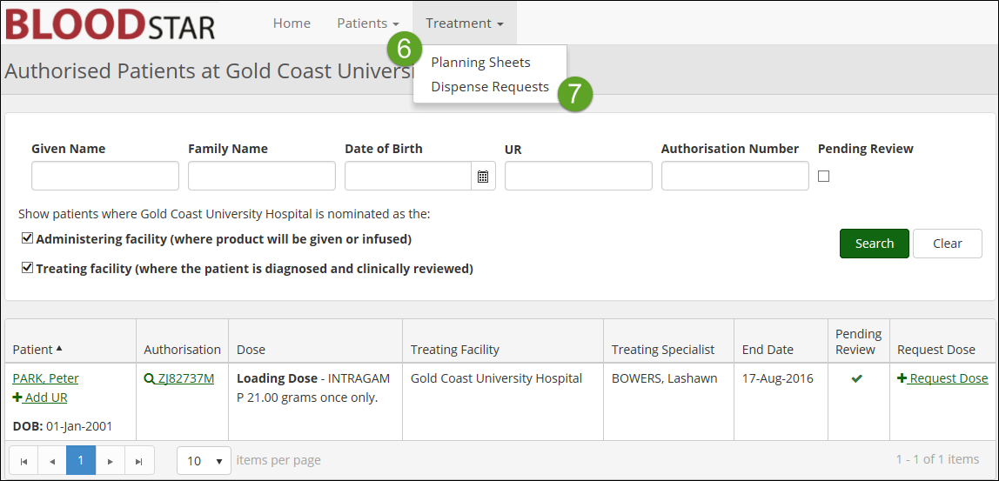 BLOODSTAR Home Patients Treatment
6
Planning Sheets
Authorised Patients at Gold Coast
Dispense Requests
7
Given Name Family Name Date of Birth UR Authorisation Number Pending Review
Show patients where Gold Coast University Hospital is nominated as the:
Administering facility (where product will be given or infused)
Search Clear
Treating facility (where the patient is diagnosed and clinically reviewed)
Patient Authorisation Dose Treating Facility Treating Specialist End Date Pending Review Request Dose
PARK, Peter ZJ82737M Loading Dose - INTRAGAM Gold Coast University Hospital BOWERS, Lashawn 17-Aug-2016 Request Dose
Add UR P 21.00 grams once only.
DOB: 01-Jan-2001
1 10 items per page 1 - 1 of 1 items